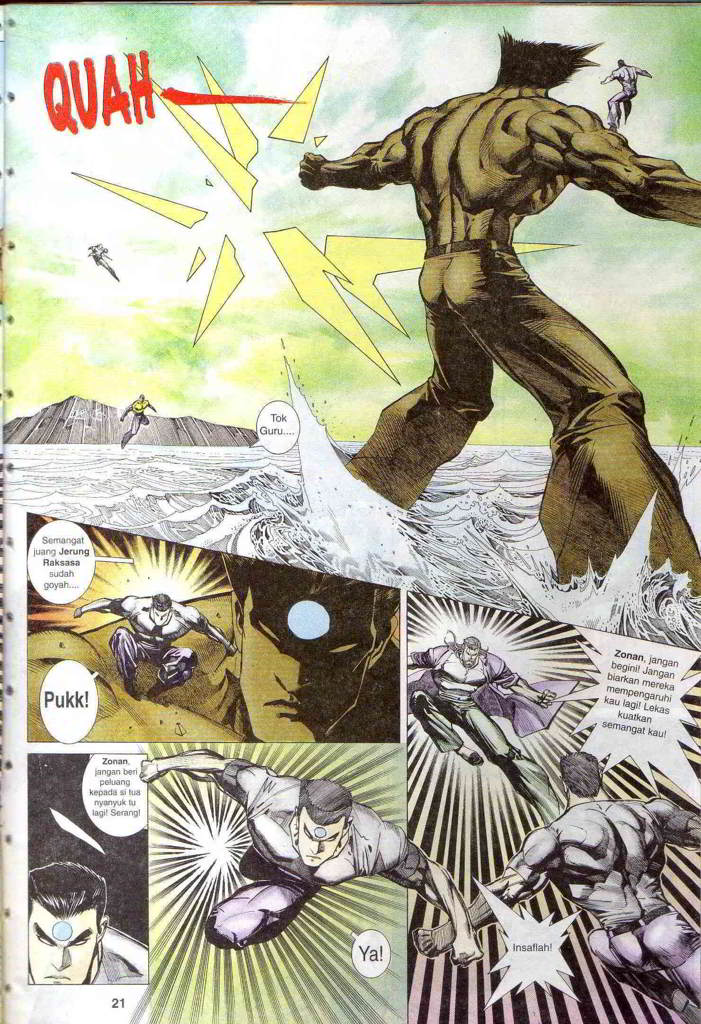 QUAH
Tok
Guru....
Semangat
juang Jerung
Raksasa
sudah
goyah....
Pukk!
Zonan, jangan
begini! Jangan
biarkan mereka
mempengaruhi
kau lagi! Lekas
kuatkan
semangat kau!
Zonan,
jangan beri
peluang
kepada si tua
nyanyuk tu
lagi! Serang!
Ya!
Insaflah!
21